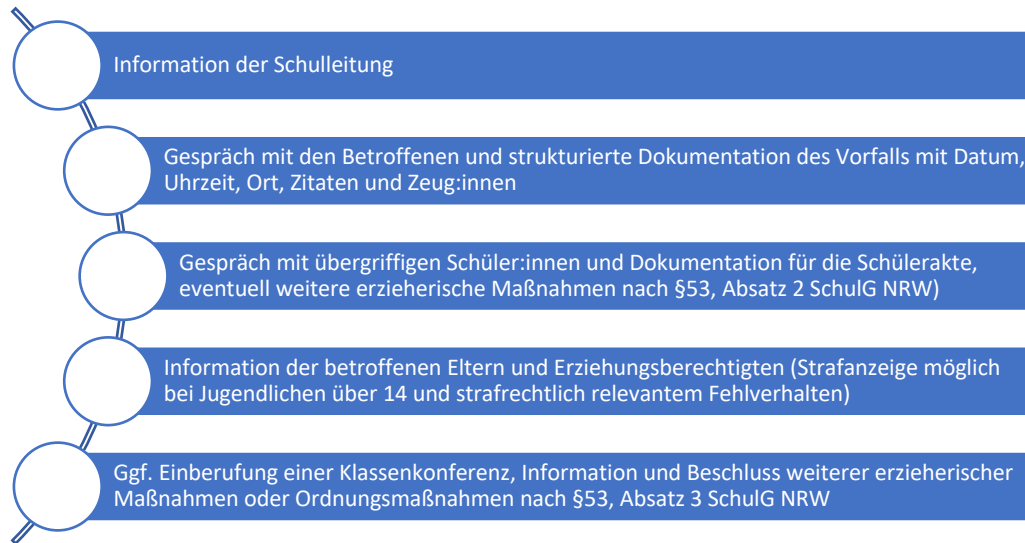 Information der Schulleitung
Gespräch mit den Betroffenen und strukturierte Dokumentation des Vorfalls mit Datum,
Uhrzeit, Ort, Zitaten und Zeug:innen
Gespräch mit übergriffigen Schüler:innen und Dokumentation für die Schülerakte,
eventuell weitere erzieherische Maßnahmen nach §53, Absatz 2 SchulG NRW)
Information der betroffenen Eltern und Erziehungsberechtigten (Strafanzeige möglich
bei Jugendlichen über 14 und strafrechtlich relevantem Fehlverhalten)
Ggf. Einberufung einer Klassenkonferenz, Information und Beschluss weiterer erzieherischer
Maßnahmen oder Ordnungsmaßnahmen nach §53, Absatz 3 SchulG NRW